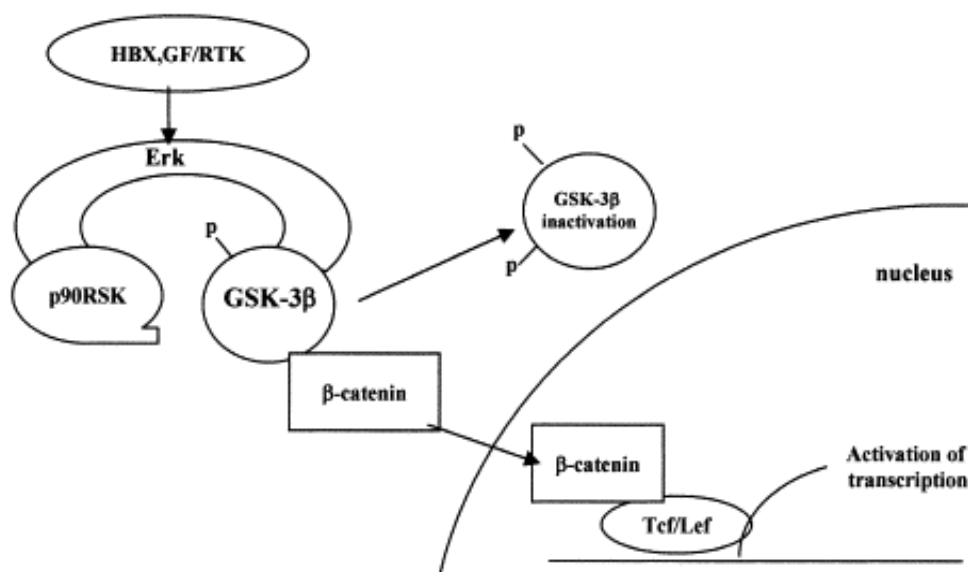 HBX,GF/RTK
Erk
p
p
GSK-3β
inactivation
p
p90RSK
GSK-3β
nucleus
β-catenin
β-catenin
Activation of
transcription
Tcf/Lef